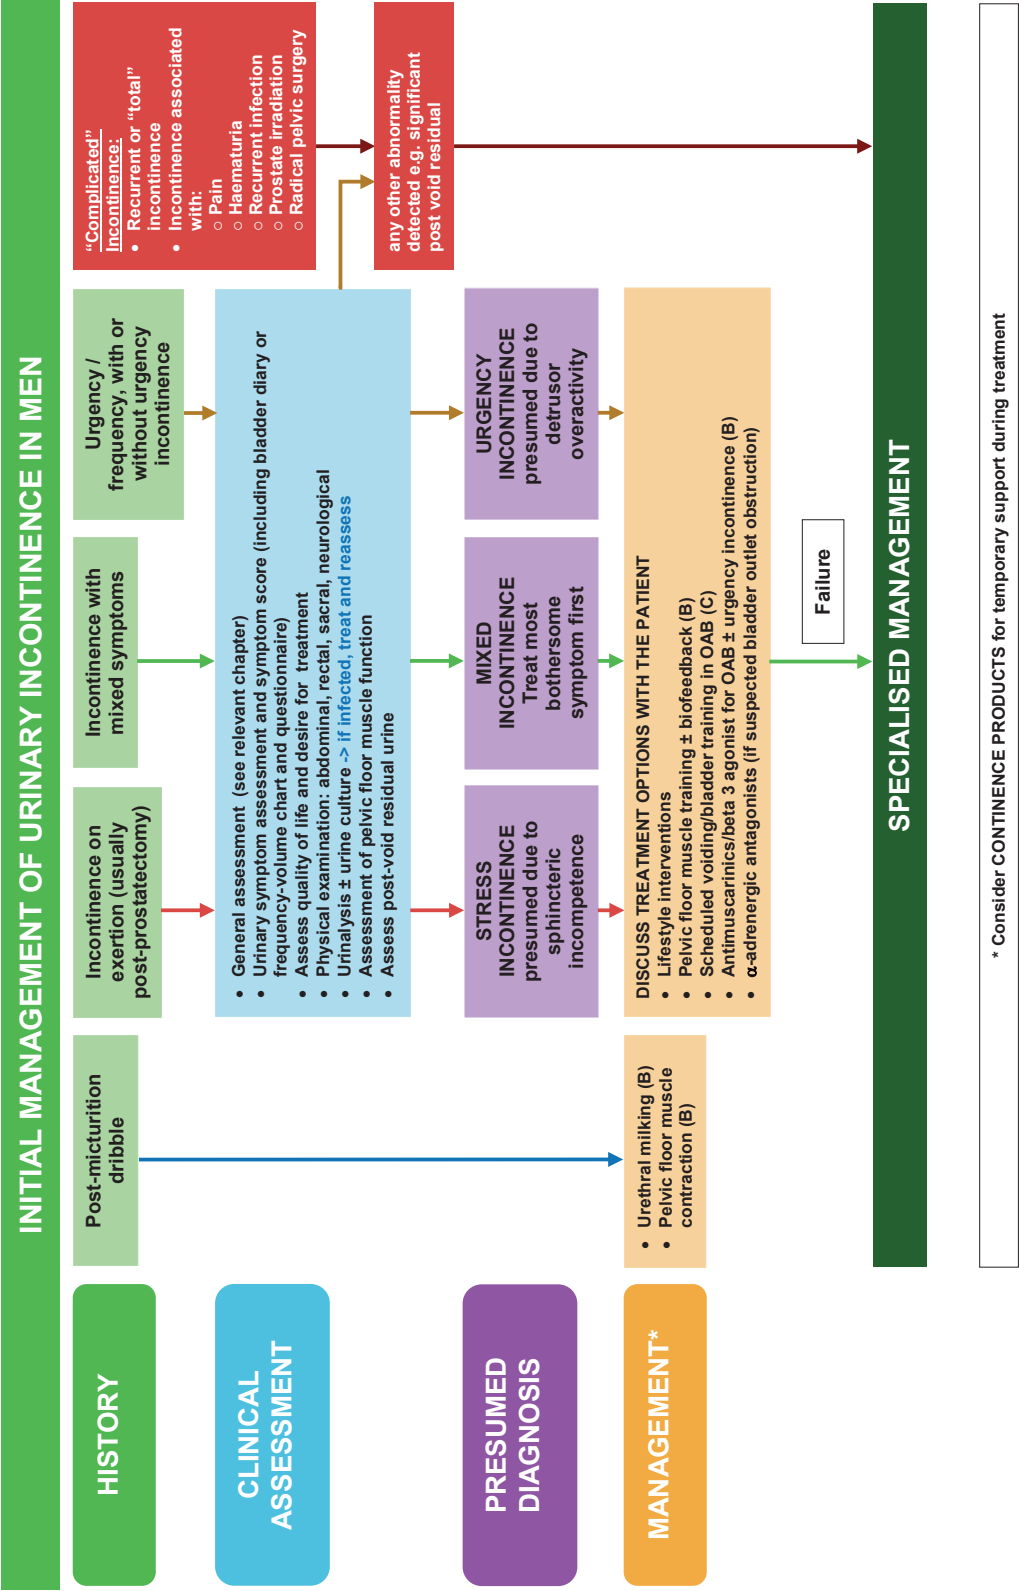 INITIAL MANAGEMENT OF URINARY INCONTINENCE IN MEN
HISTORY
Post-micturition
dribble
Incontinence on
exertion (usually
post-prostatectomy)
Incontinence with
mixed symptoms
Urgency /
frequency, with or
without urgency
incontinence
“Complicated”
Incontinence:
• Recurrent or “total”
incontinence
• Incontinence associated
with:
○ Pain
○ Haematuria
○ Recurrent infection
○ Prostate irradiation
○ Radical pelvic surgery
CLINICAL
ASSESSMENT
• General assessment (see relevant chapter)
• Urinary symptom assessment and symptom score (including bladder diary or
frequency-volume chart and questionnaire)
• Assess quality of life and desire for treatment
• Physical examination: abdominal, rectal, sacral, neurological
• Urinalysis ± urine culture -> if infected, treat and reassess
• Assessment of pelvic floor muscle function
• Assess post-void residual urine
any other abnormality
detected e.g. significant
post void residual
PRESUMED
DIAGNOSIS
STRESS
INCONTINENCE
presumed due to
sphincteric
incompetence
MIXED
INCONTINENCE
Treat most
bothersome
symptom first
URGENCY
INCONTINENCE
presumed due to
detrusor
overactivity
MANAGEMENT*
• Urethral milking (B)
• Pelvic floor muscle
contraction (B)
DISCUSS TREATMENT OPTIONS WITH THE PATIENT
• Lifestyle interventions
• Pelvic floor muscle training ± biofeedback (B)
• Scheduled voiding/bladder training in OAB (C)
• Antimuscarinics/beta 3 agonist for OAB ± urgency incontinence (B)
• α-adrenergic antagonists (if suspected bladder outlet obstruction)
Failure
SPECIALISED MANAGEMENT
* Consider CONTINENCE PRODUCTS for temporary support during treatment